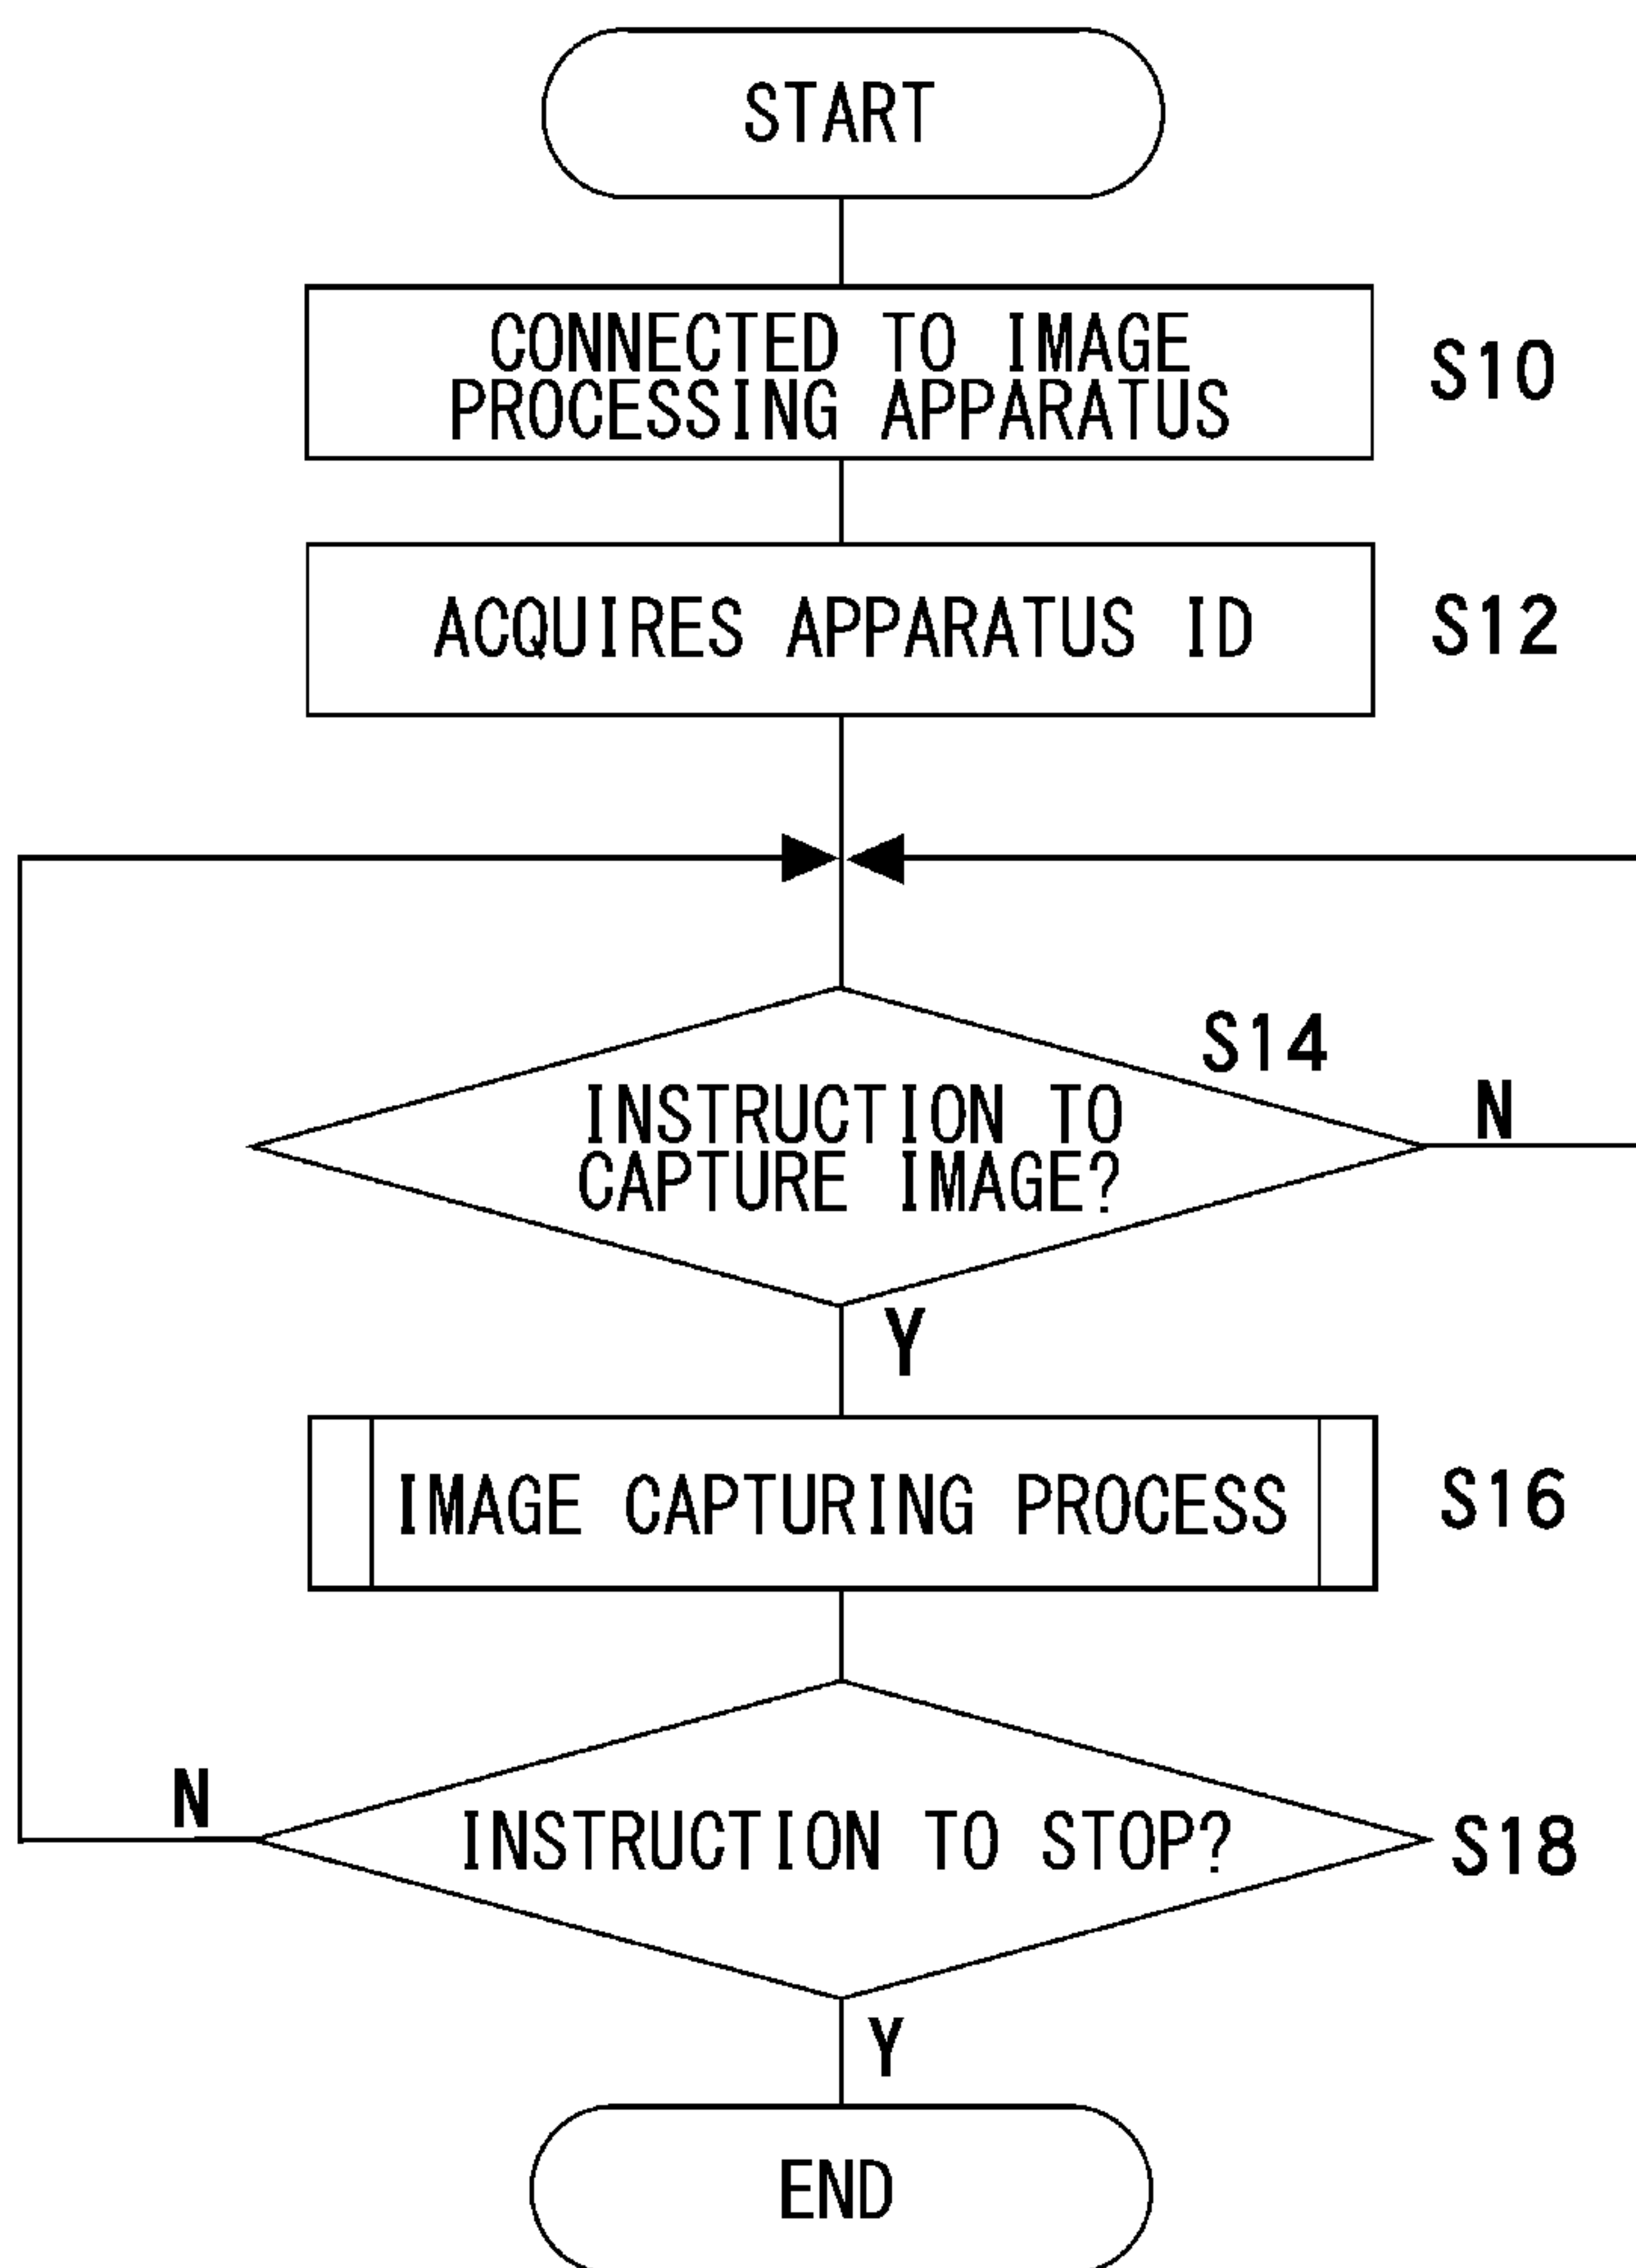 START
CONNECTED TO IMAGE
PROCESSING APPARATUS
S10
ACQUIRES APPARATUS ID
S12
S14
INSTRUCTION TO
CAPTURE IMAGE?
N
Y
IMAGE CAPTURING PROCESS
S16
N
INSTRUCTION TO STOP?
S18
Y
END